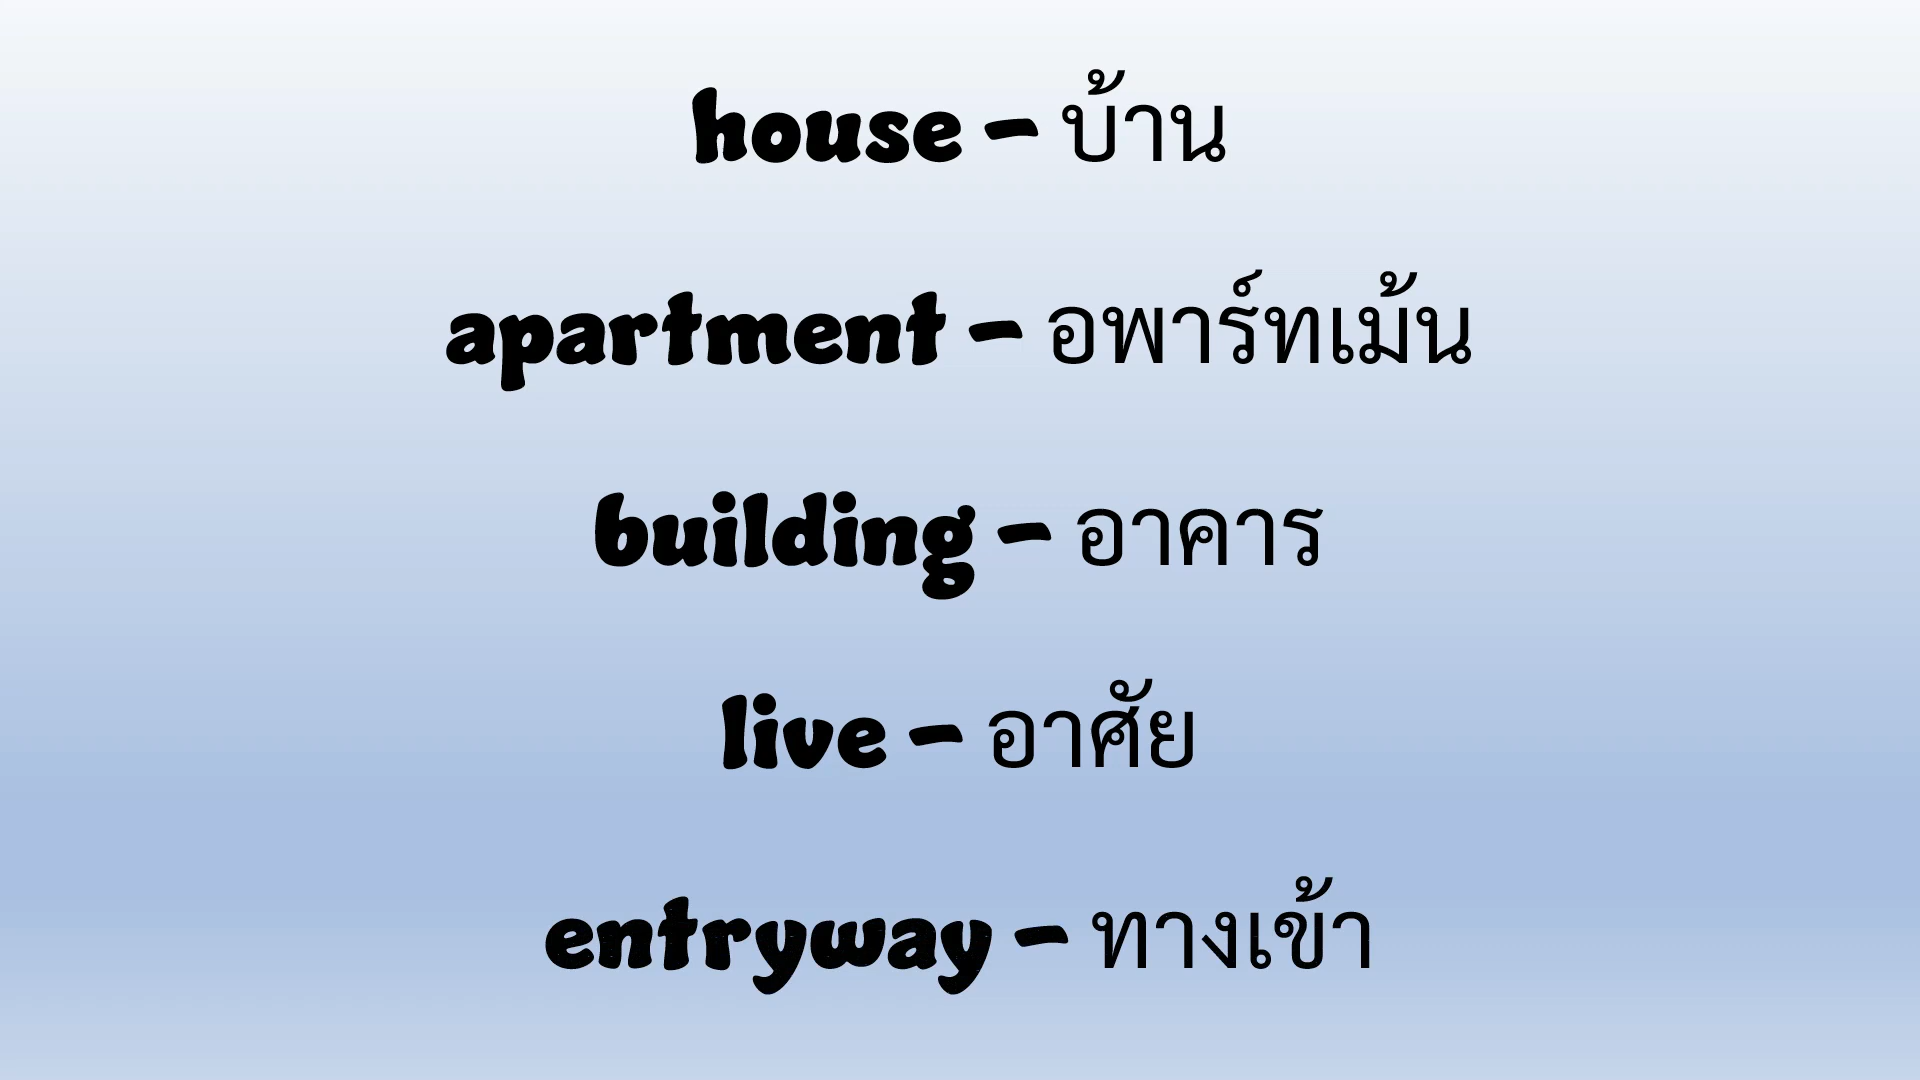 house – บ้าน
apartment – อพาร์ทเม้น
building – อาคาร
live – อาศัย
entryway – ทางเข้า